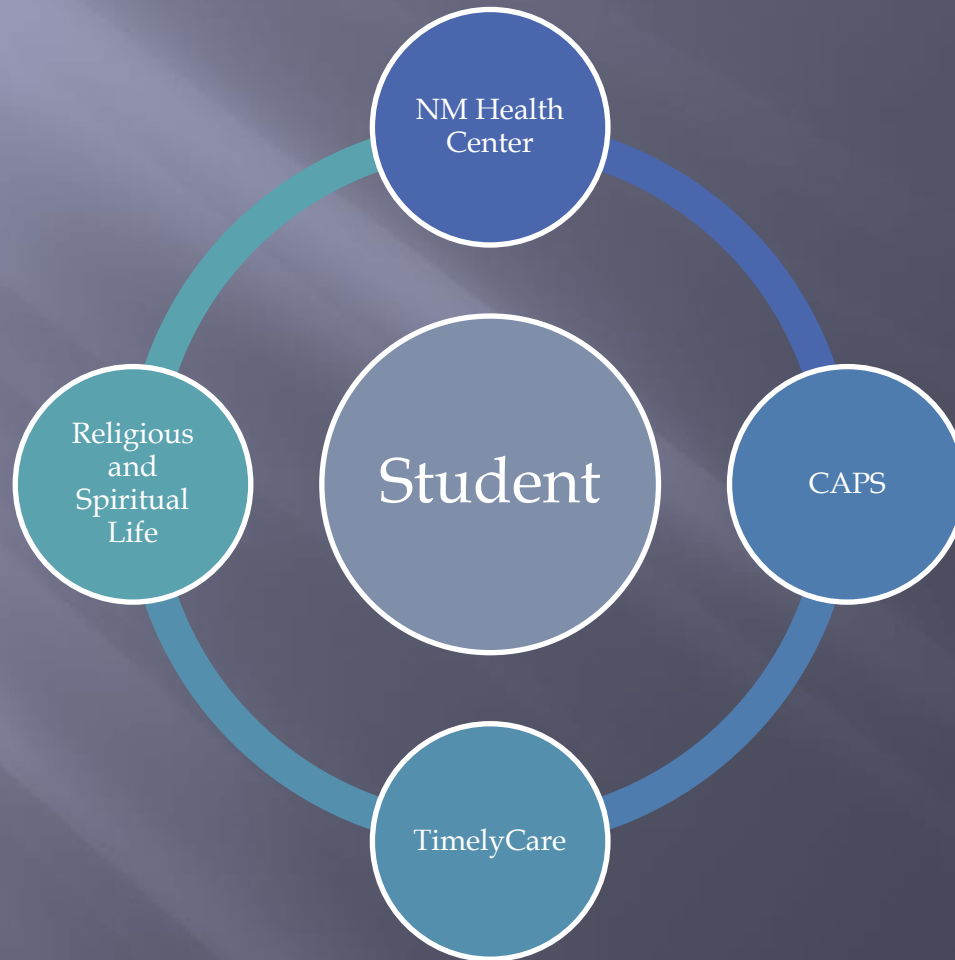 NM Health
Center
Religious
and
Spiritual
Life
Student
CAPS
TimelyCare